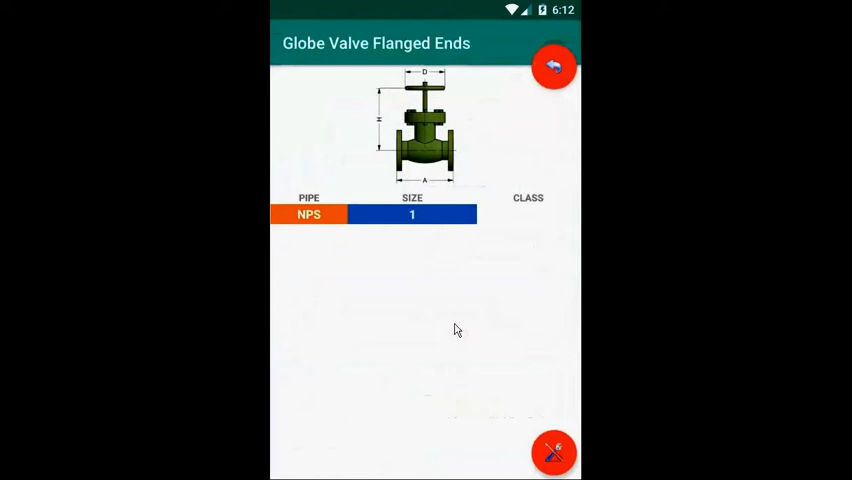 6:12
Globe Valve Flanged Ends
D
H
A
PIPE SIZE CLASS
NPS 1